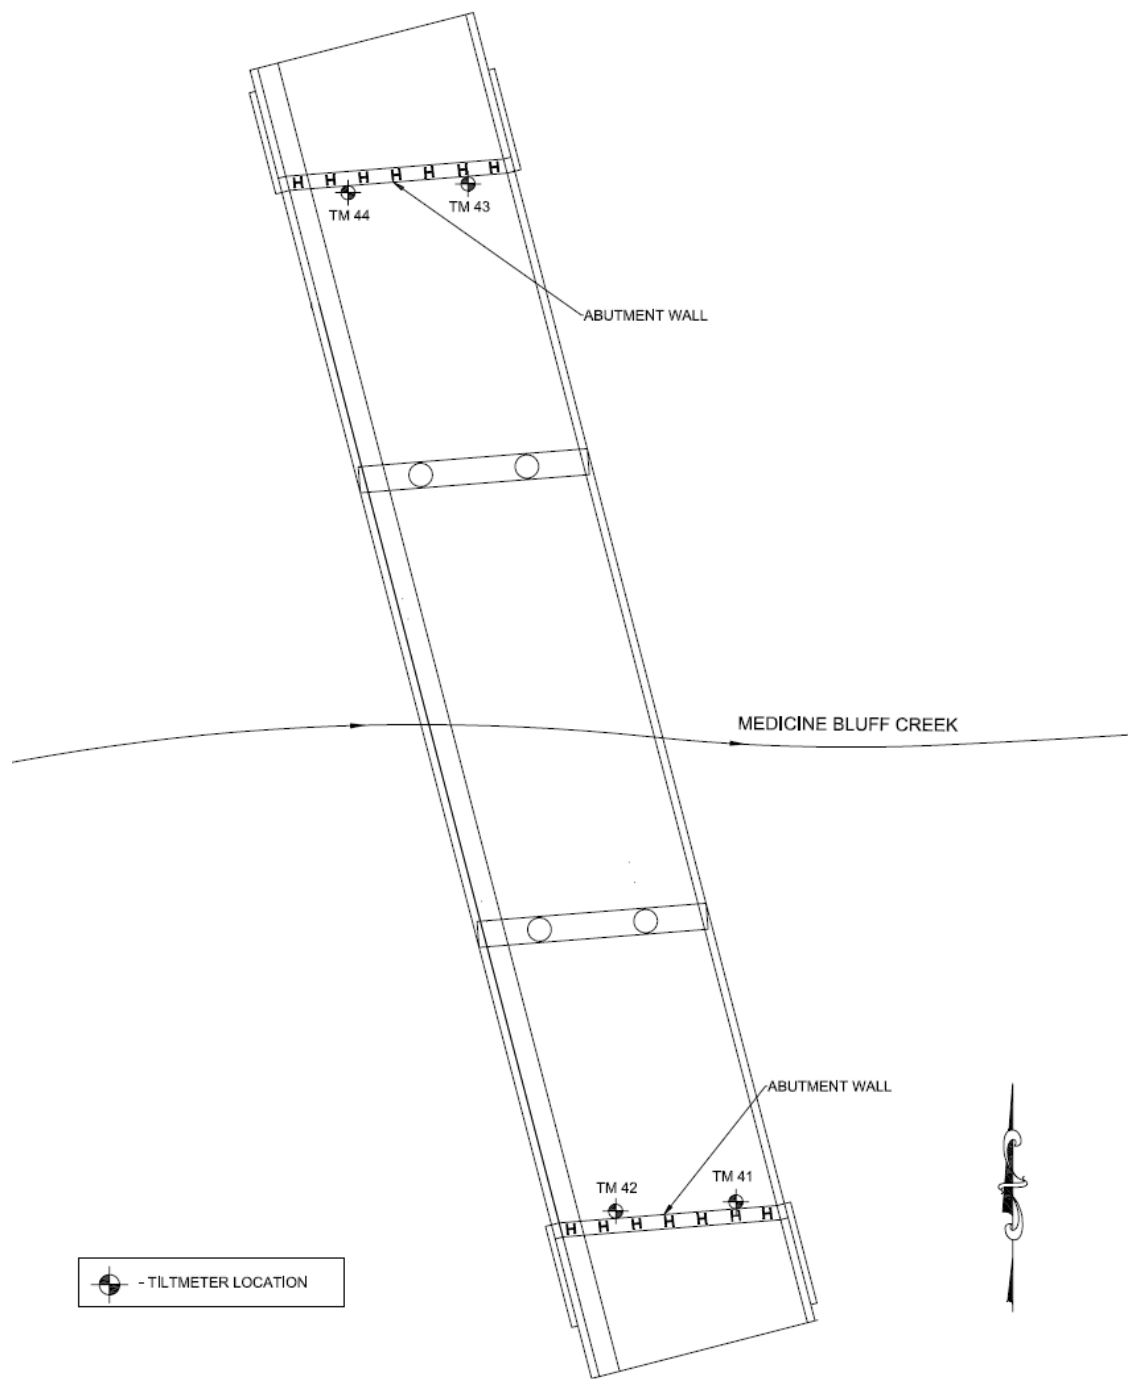 H H H H H H H
TM 44
TM 43
ABUTMENT WALL
MEDICINE BLUFF CREEK
ABUTMENT WALL
TM 42
TM 41
H H H H H H H
- TILTMETER LOCATION